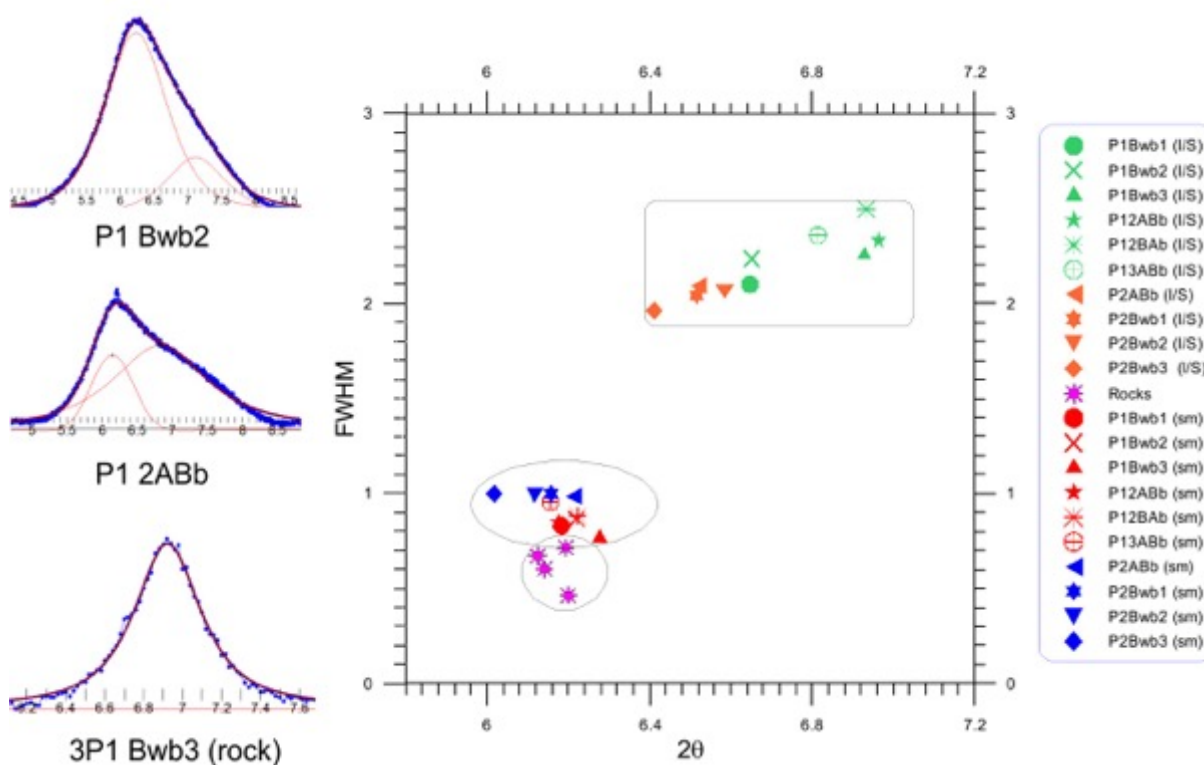 4.5 5 5.5 6 6.5 7 7.5 8 8.5
P1 Bwb2
5 5.5 6 6.5 7 7.5 8 8.5
P1 2ABb
6.2 6.4 6.6 6.8 7 7.2 7.4 7.6
3P1 Bwb3 (rock)
6 6.4 6.8 7.2
3 3
2 2
FWHM
1 1
0 0
6 6.4 6.8 7.2
2θ
P1Bwb1 (I/S)
P1Bwb2 (I/S)
P1Bwb3 (I/S)
P12ABb (I/S)
P12BAb (I/S)
P13ABb (I/S)
P2ABb (I/S)
P2Bwb1 (I/S)
P2Bwb2 (I/S)
P2Bwb3 (I/S)
Rocks
P1Bwb1 (sm)
P1Bwb2 (sm)
P1Bwb3 (sm)
P12ABb (sm)
P12BAb (sm)
P13ABb (sm)
P2ABb (sm)
P2Bwb1 (sm)
P2Bwb2 (sm)
P2Bwb3 (sm)